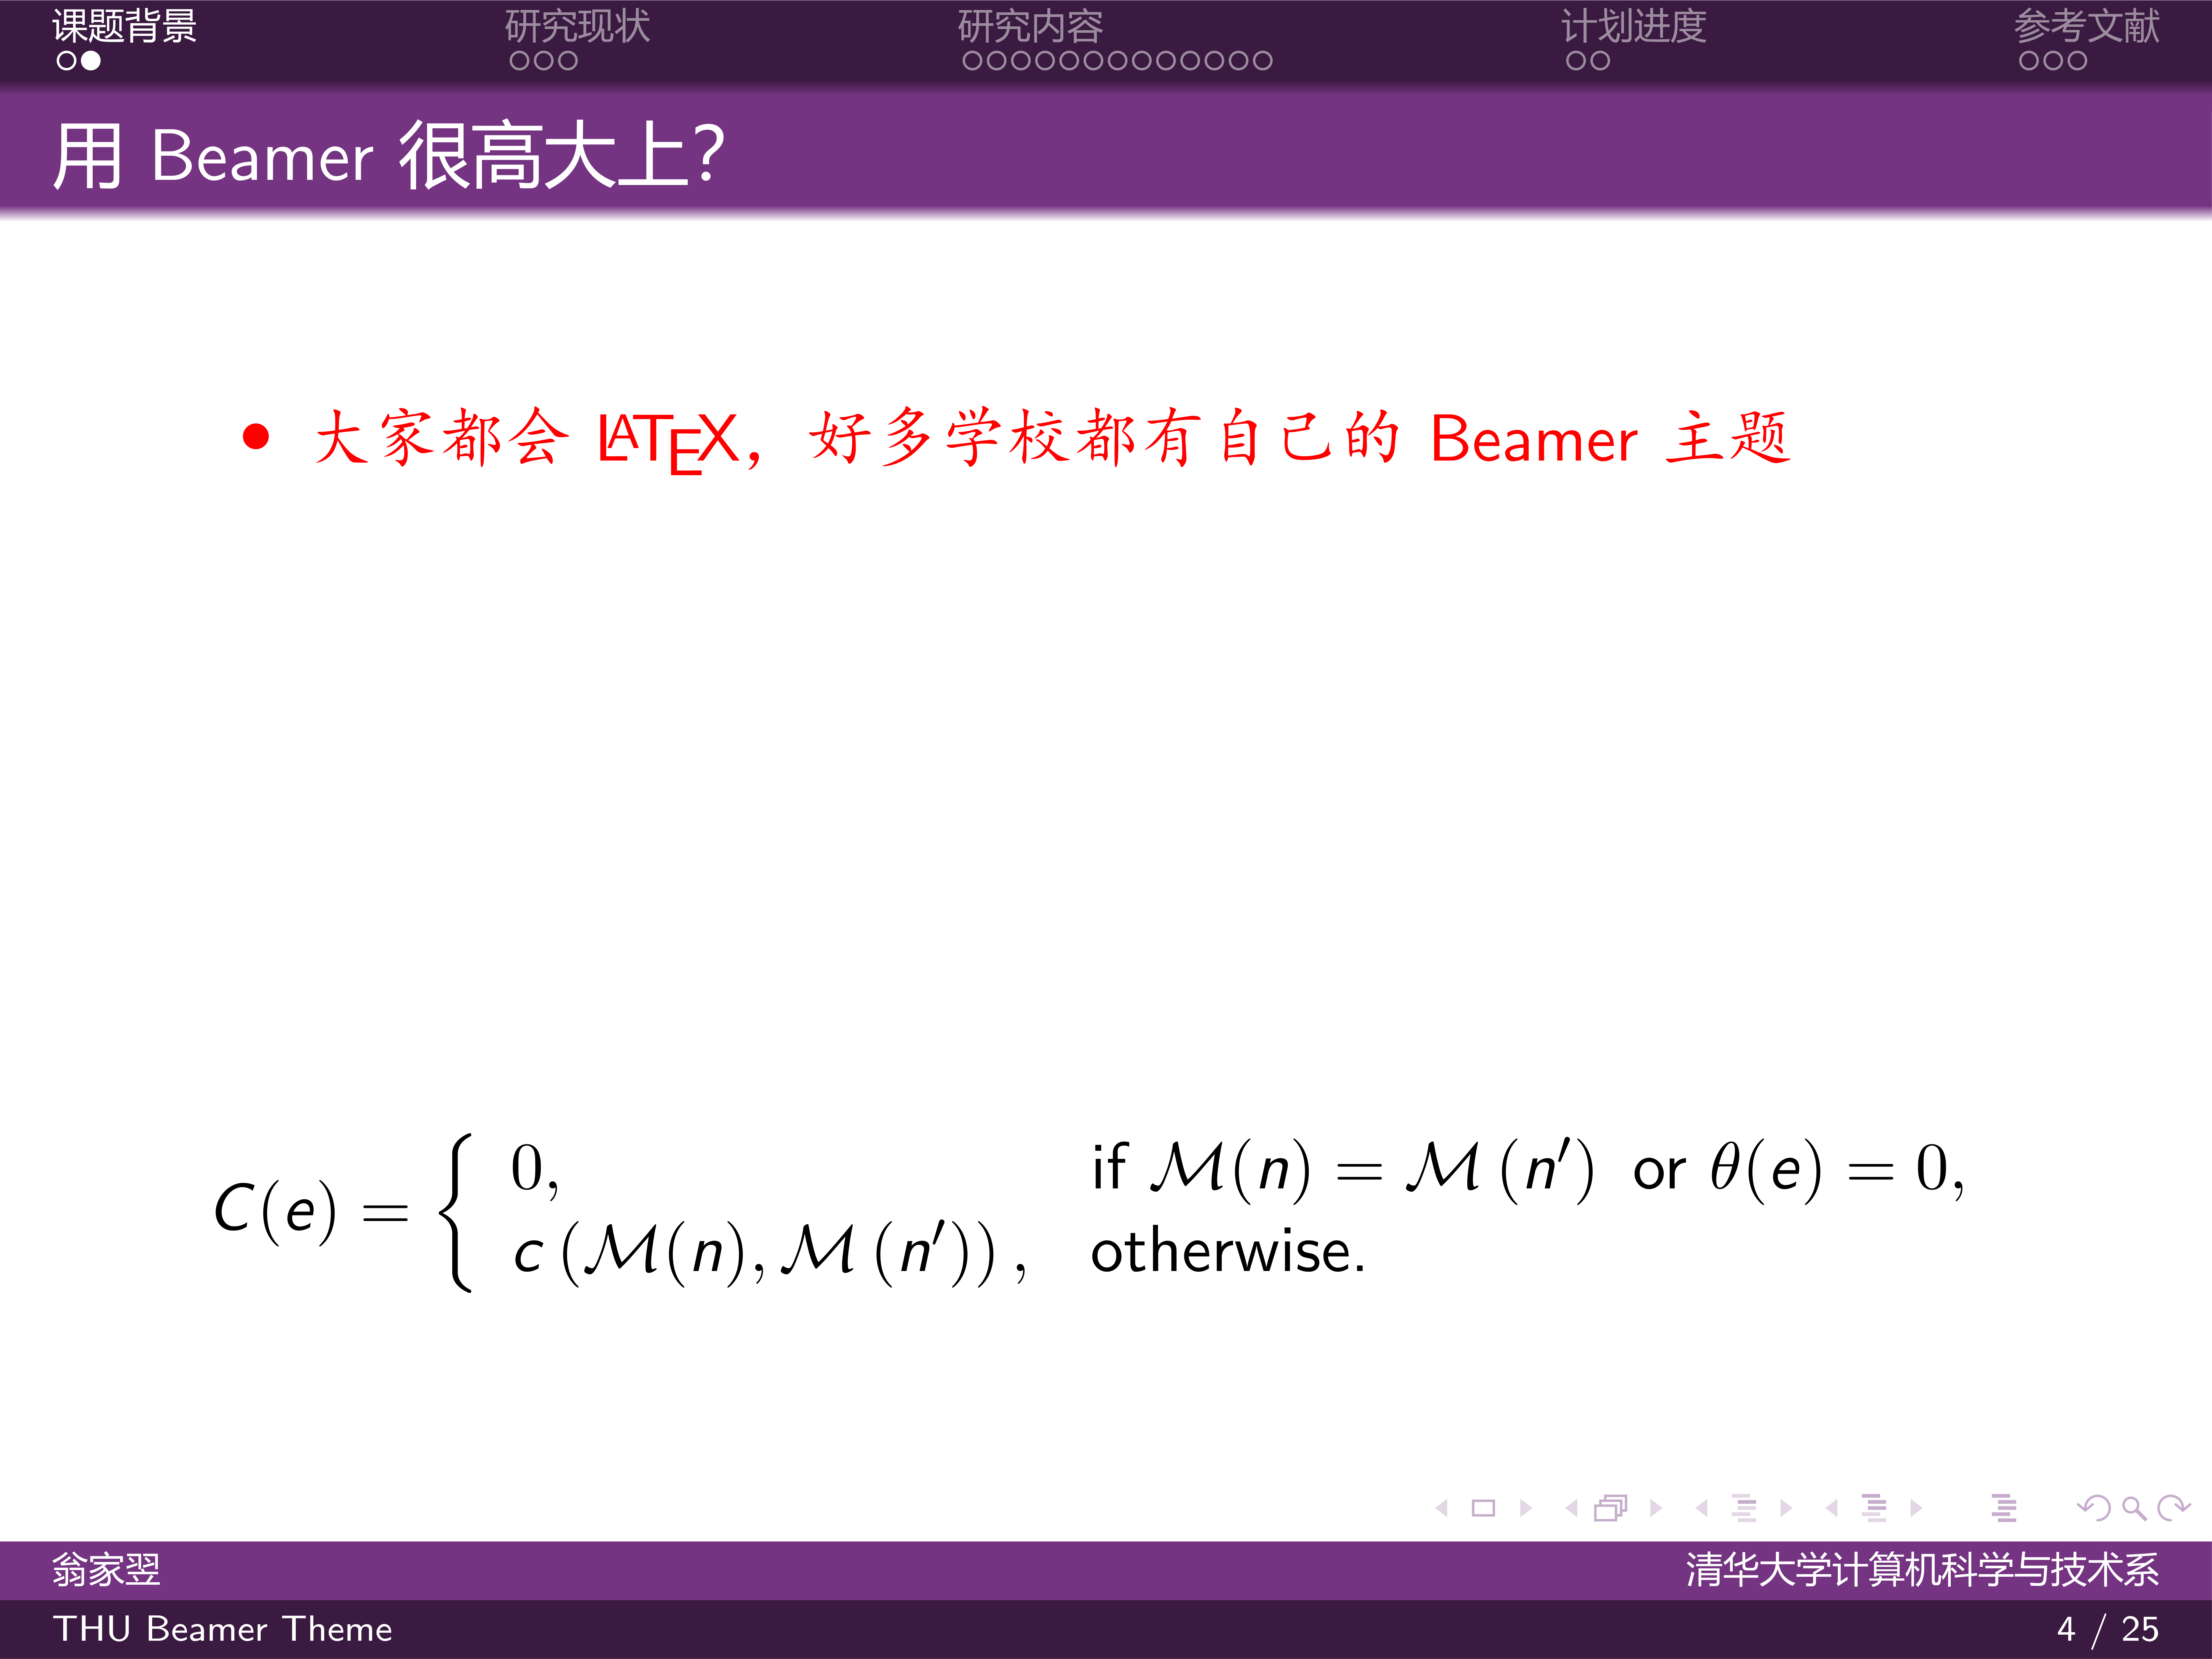 课题背景 研究现状 研究内容 计划进度 参考文献
用 Beamer 很高大上？
• 大家都会 LATEX，好多学校都有自己的 Beamer 主题
C(e) = { 0, if ℳ(n) = ℳ (n′) or θ(e) = 0,
c (ℳ(n), ℳ (n′)) , otherwise.
翁家翌 清华大学计算机科学与技术系
THU Beamer Theme 4 / 25